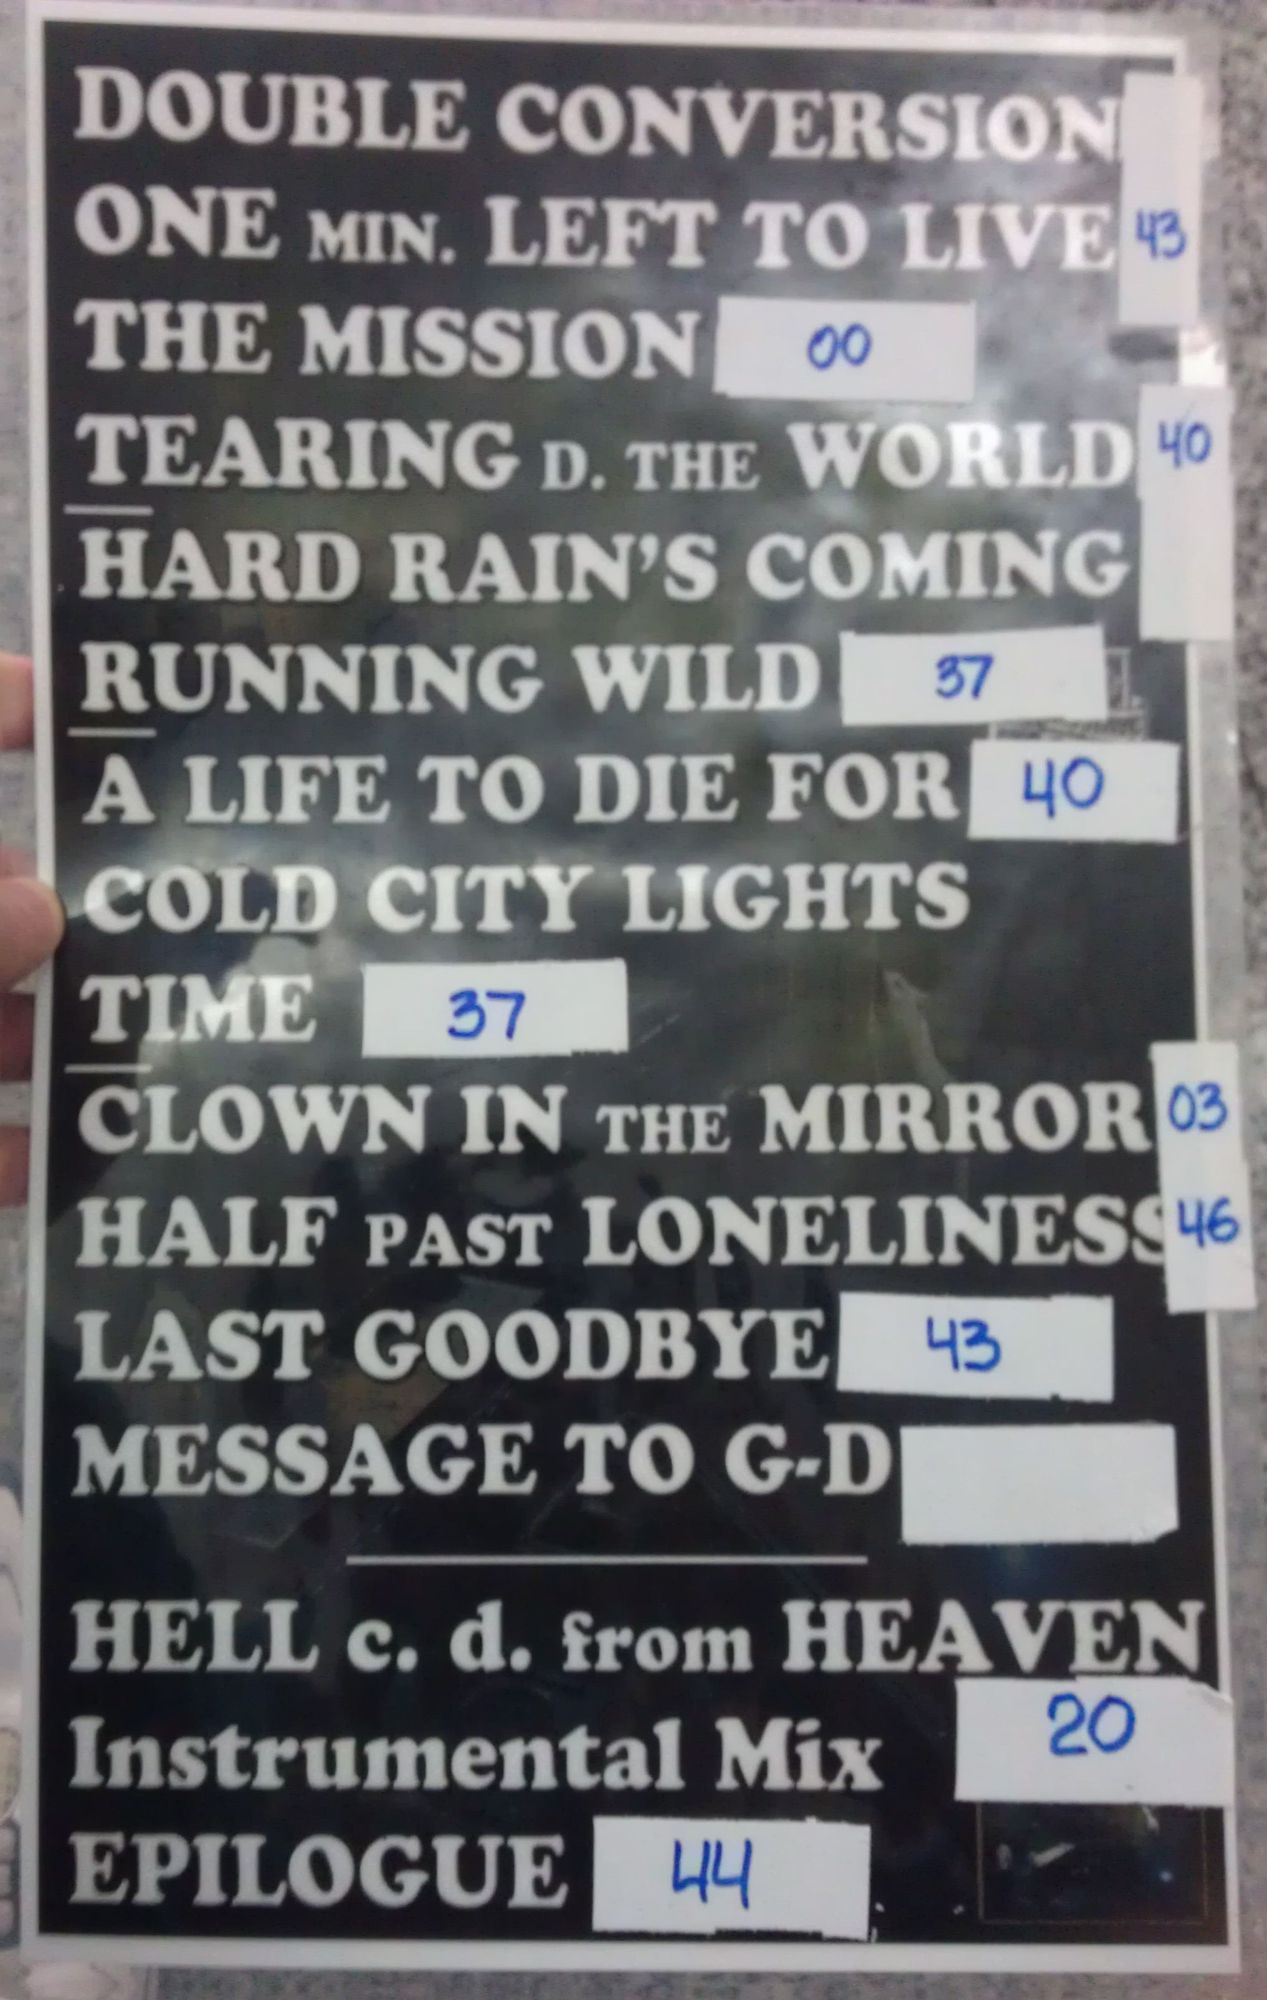 DOUBLE CONVERSION
ONE MIN. LEFT TO LIVE 43
THE MISSION 00
TEARING D. THE WORLD 40
HARD RAIN'S COMING
RUNNING WILD 37
A LIFE TO DIE FOR 40
COLD CITY LIGHTS
TIME 37
CLOWN IN THE MIRROR 03
HALF PAST LONELINESS 46
LAST GOODBYE 43
MESSAGE TO G-D
HELL c. d. from HEAVEN
Instrumental Mix 20
EPILOGUE 44